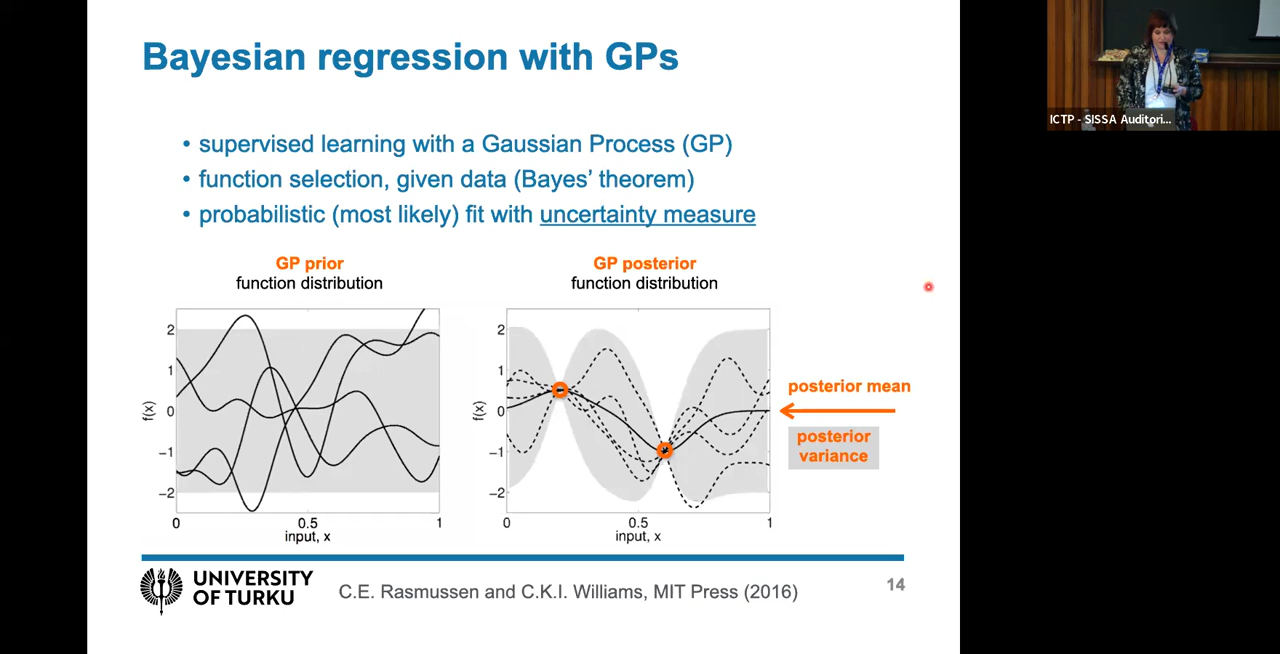 Bayesian regression with GPs
• supervised learning with a Gaussian Process (GP)
• function selection, given data (Bayes' theorem)
• probabilistic (most likely) fit with uncertainty measure
GP prior
function distribution
2
1
0
−1
−2
f(x)
0
0.5
1
input, x
GP posterior
function distribution
2
1
0
−1
−2
f(x)
0
0.5
1
input, x
posterior mean
posterior
variance
UNIVERSITY
OF TURKU
C.E. Rasmussen and C.K.I. Williams, MIT Press (2016)
14
ICTP - SISSA Auditori...